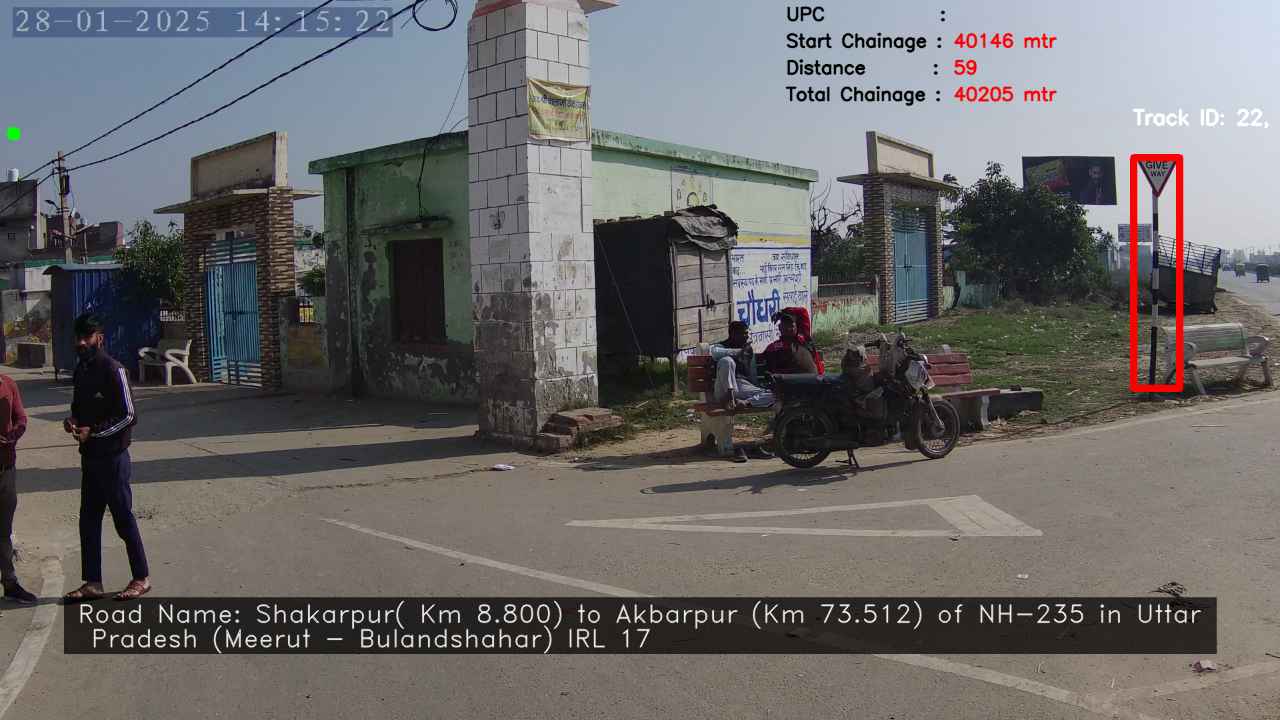 28-01-2025 14:15:22
UPC :
Start Chainage : 40146 mtr
Distance : 59
Total Chainage : 40205 mtr
Track ID: 22,
GIVE
WAY
चौधरी
Road Name: Shakarpur( Km 8.800) to Akbarpur (Km 73.512) of NH-235 in Uttar
Pradesh (Meerut - Bulandshahar) IRL 17